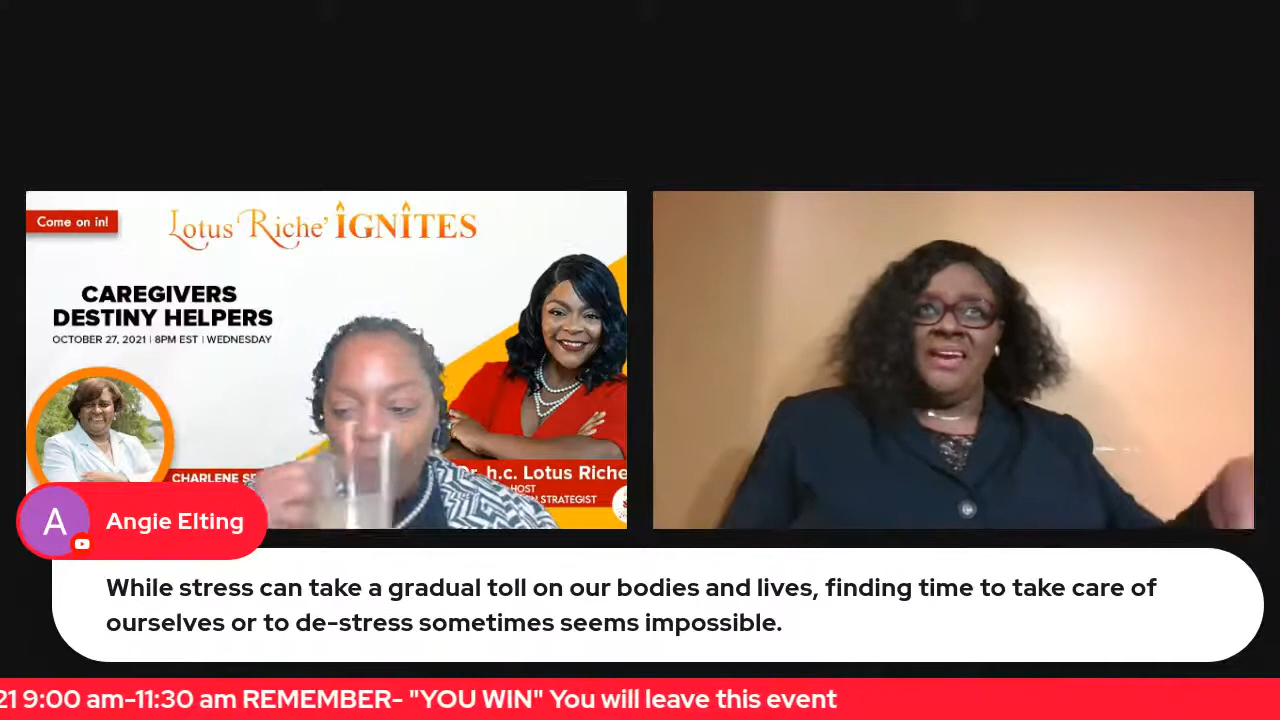 Come on in!
Lotus Riche' IGNITES
CAREGIVERS
DESTINY HELPERS
OCTOBER 27, 2021 | 8PM EST | WEDNESDAY
CHARLENE
h.c. Lotus Riche
HOST
STRATEGIST
A
Angie Elting
While stress can take a gradual toll on our bodies and lives, finding time to take care of
ourselves or to de-stress sometimes seems impossible.
21 9:00 am-11:30 am REMEMBER- "YOU WIN" You will leave this event